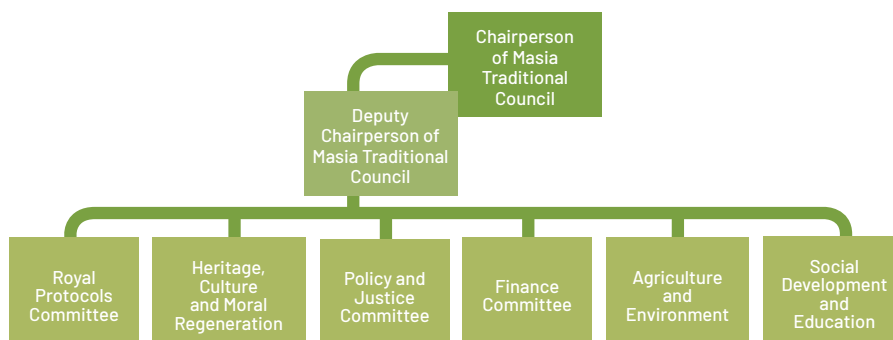 Chairperson
of Masia
Traditional
Council
Deputy
Chairperson of
Masia Traditional
Council
Royal
Protocols
Committee
Heritage,
Culture
and Moral
Regeneration
Policy and
Justice
Committee
Finance
Committee
Agriculture
and
Environment
Social
Development
and
Education